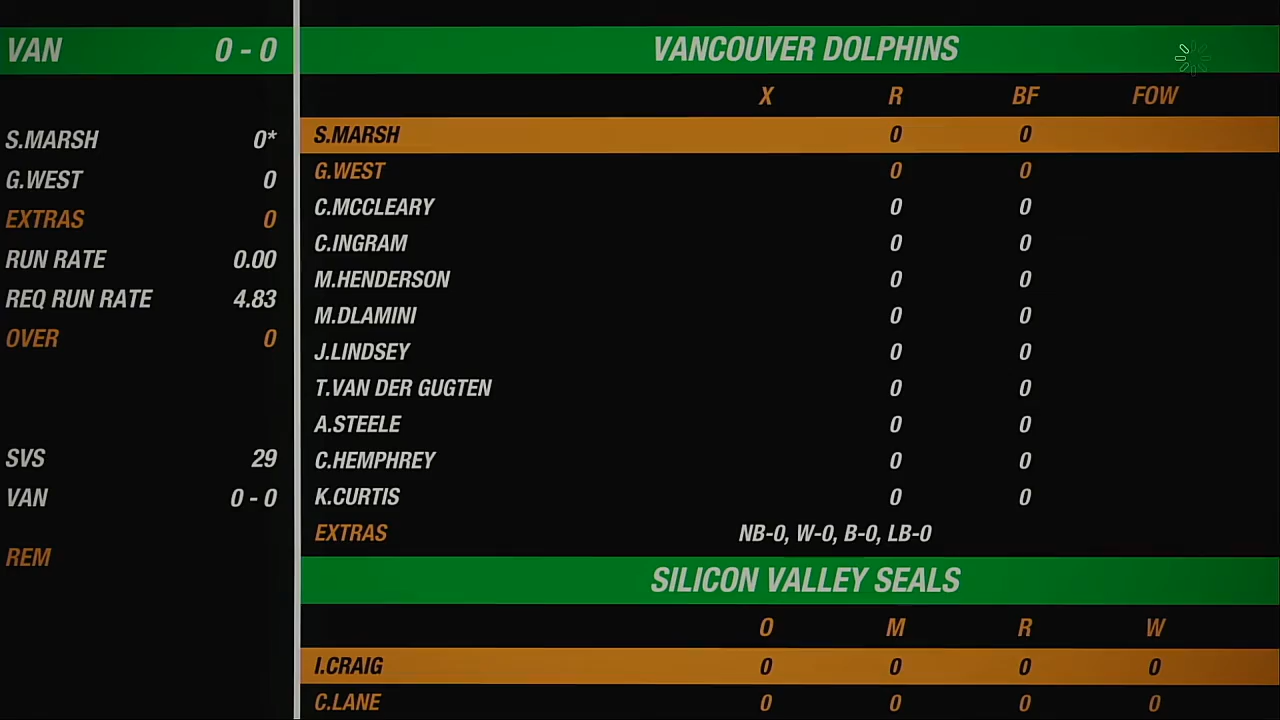 VAN 0 - 0
S.MARSH 0*
G.WEST 0
EXTRAS 0
RUN RATE 0.00
REQ RUN RATE 4.83
OVER 0
SVS 29
VAN 0 - 0
REM
VANCOUVER DOLPHINS
X R BF FOW
S.MARSH 0 0
G.WEST 0 0
C.MCCLEARY 0 0
C.INGRAM 0 0
M.HENDERSON 0 0
M.DLAMINI 0 0
J.LINDSEY 0 0
T.VAN DER GUGTEN 0 0
A.STEELE 0 0
C.HEMPHREY 0 0
K.CURTIS 0 0
EXTRAS NB-0, W-0, B-0, LB-0
SILICON VALLEY SEALS
O M R W
I.CRAIG 0 0 0 0
C.LANE 0 0 0 0